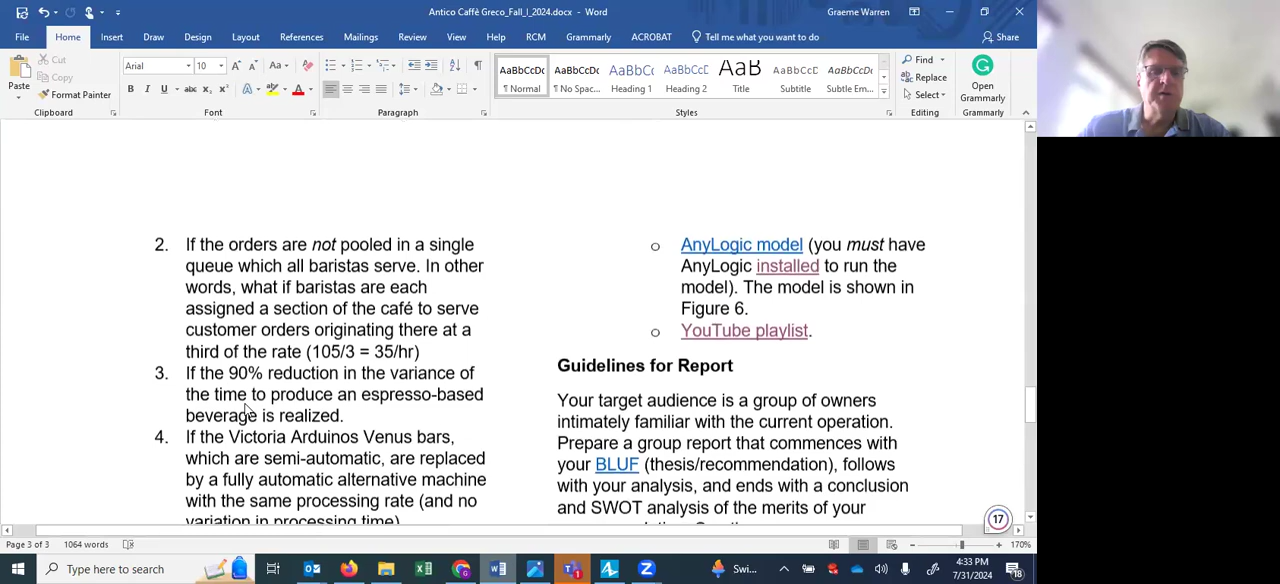 Antico Caffè Greco_Fall_I_2024.docx - Word
Graeme Warren
File Home Insert Draw Design Layout References Mailings Review View Help RCM Grammarly ACROBAT Tell me what you want to do Share
Paste
Cut
Copy
Format Painter
Clipboard
Arial 10
Font
Paragraph
AaBbCcDc AaBbCcDc AaBbCc AaBbCcC AaB AaBbCcC AaBbCcDc
¶ Normal ¶ No Spac... Heading 1 Heading 2 Title Subtitle Subtle Em...
Styles
Find
Replace
Select
Editing
Open
Grammarly
Grammarly
2. If the orders are not pooled in a single
queue which all baristas serve. In other
words, what if baristas are each
assigned a section of the café to serve
customer orders originating there at a
third of the rate (105/3 = 35/hr)
3. If the 90% reduction in the variance of
the time to produce an espresso-based
beverage is realized.
4. If the Victoria Arduinos Venus bars,
which are semi-automatic, are replaced
by a fully automatic alternative machine
with the same processing rate (and no
variation in processing time)
o AnyLogic model (you must have
AnyLogic installed to run the
model). The model is shown in
Figure 6.
o YouTube playlist.
Guidelines for Report
Your target audience is a group of owners
intimately familiar with the current operation.
Prepare a group report that commences with
your BLUF (thesis/recommendation), follows
with your analysis, and ends with a conclusion
and SWOT analysis of the merits of your
17
Page 3 of 3 1064 words
170%
Type here to search
Swi...
4:33 PM
7/31/2024
18